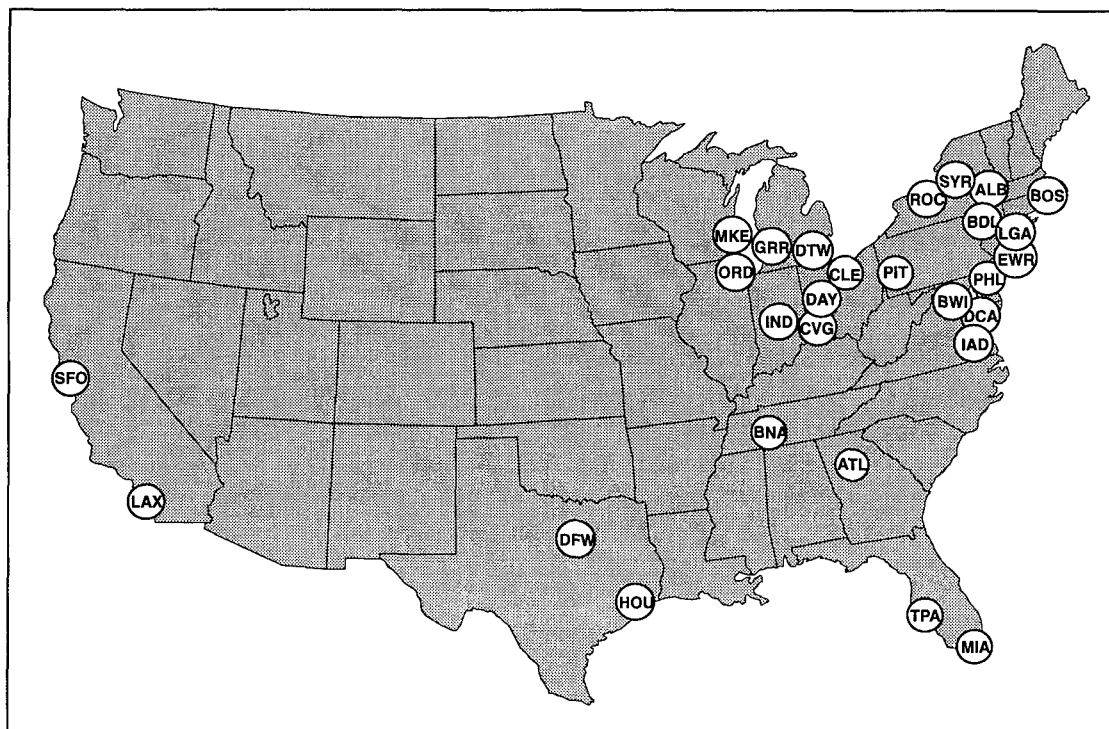 SYR
ALB
ROC
BOS
BDL
LGA
MKE
GRR
DTW
EWR
ORD
CLE
PIT
PHL
DAY
BWI
DCA
IND
CVG
IAD
SFO
BNA
ATL
LAX
DFW
HOU
TPA
MIA